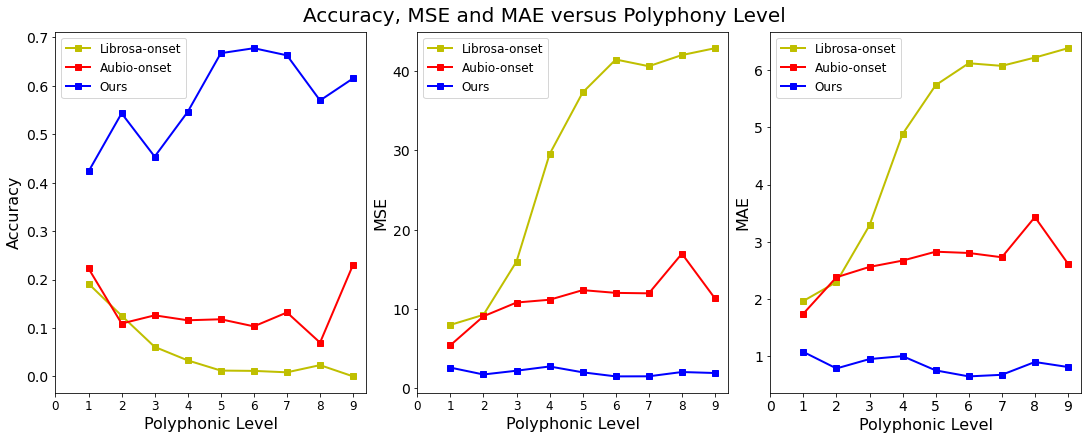 Accuracy, MSE and MAE versus Polyphony Level
Librosa-onset
Aubio-onset
Ours
0.7
0.6
0.5
0.4
0.3
0.2
0.1
0.0
Accuracy
0 1 2 3 4 5 6 7 8 9
Polyphonic Level
Librosa-onset
Aubio-onset
Ours
40
30
20
10
0
MSE
0 1 2 3 4 5 6 7 8 9
Polyphonic Level
Librosa-onset
Aubio-onset
Ours
6
5
4
3
2
1
MAE
0 1 2 3 4 5 6 7 8 9
Polyphonic Level